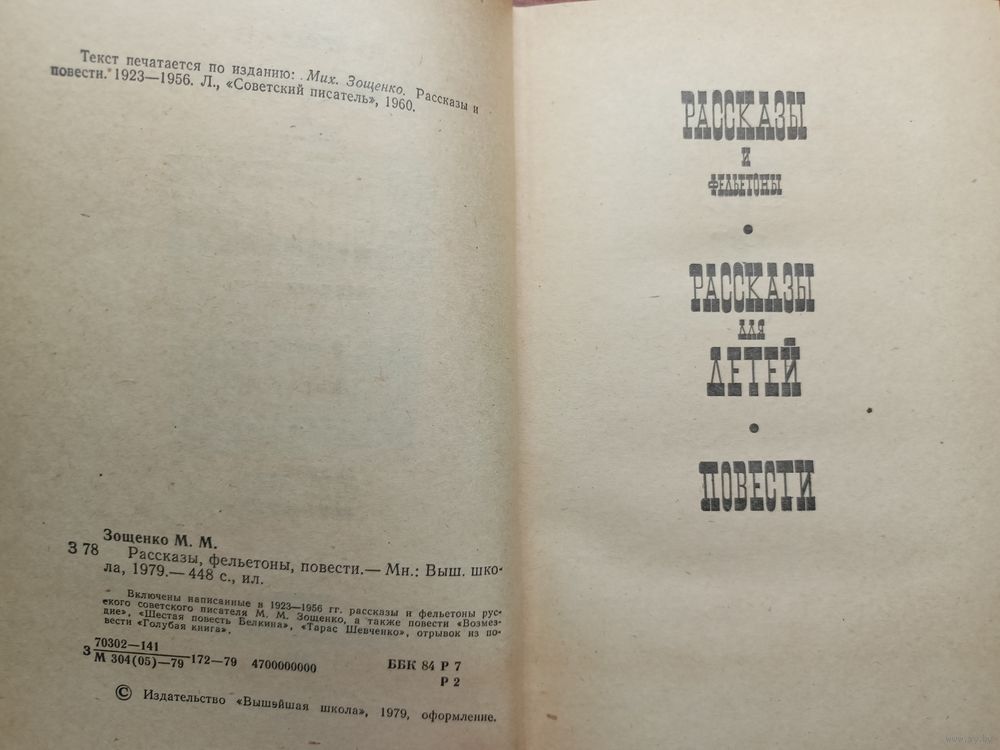 Текст печатается по изданию: Мих. Зощенко. Рассказы и
повести. 1923—1956. Л., «Советский писатель», 1960.
Зощенко М. М.
З 78 Рассказы, фельетоны, повести.— Мн.: Выш. шко-
ла, 1979.— 448 с., ил.
Включены написанные в 1923—1956 гг. рассказы и фельетоны рус-
ского советского писателя М. М. Зощенко, а также повести «Возмез-
дие», «Шестая повесть Белкина», «Тарас Шевченко», отрывок из по-
вести «Голубая книга».
70302—141
З М 304(05)—79 172—79 4700000000 ББК 84 Р 7
Р 2
© Издательство «Вышэйшая школа», 1979, оформление.
РАССКАЗЫ
И
ФЕЛЬЕТОНЫ
•
РАССКАЗЫ
ДЛЯ
ДЕТЕЙ
•
ПОВЕСТИ